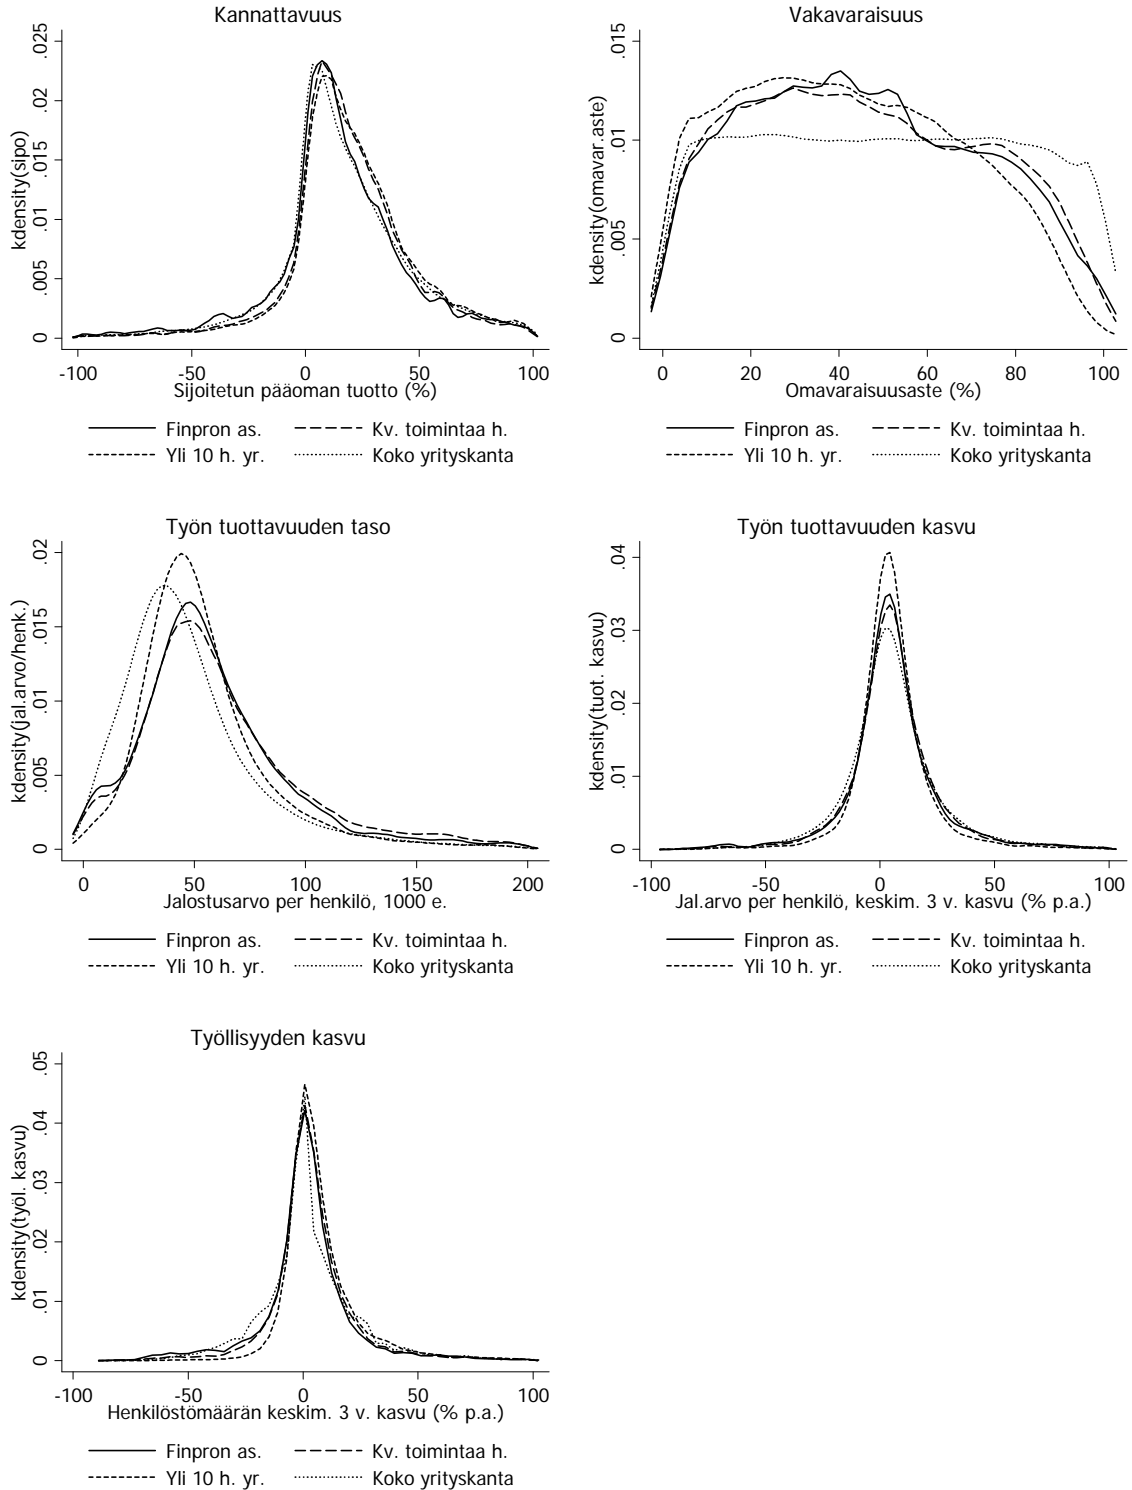 Kannattavuus
kdensity(sipo)
0 .005 .01 .015 .02 .025
-100 -50 0 50 100
Sijoitetun pääoman tuotto (%)
Finpron as. Kv. toimintaa h.
Yli 10 h. yr. Koko yrityskanta
Vakavaraisuus
kdensity(omavar.aste)
0 .005 .01 .015
0 20 40 60 80 100
Omavaraisuusaste (%)
Finpron as. Kv. toimintaa h.
Yli 10 h. yr. Koko yrityskanta
Työn tuottavuuden taso
kdensity(jal.arvo/henk.)
0 .005 .01 .015 .02
0 50 100 150 200
Jalostusarvo per henkilö, 1000 e.
Finpron as. Kv. toimintaa h.
Yli 10 h. yr. Koko yrityskanta
Työn tuottavuuden kasvu
kdensity(tuot. kasvu)
0 .01 .02 .03 .04
-100 -50 0 50 100
Jal.arvo per henkilö, keskim. 3 v. kasvu (% p.a.)
Finpron as. Kv. toimintaa h.
Yli 10 h. yr. Koko yrityskanta
Työllisyyden kasvu
kdensity(työl. kasvu)
0 .01 .02 .03 .04 .05
-100 -50 0 50 100
Henkilöstömäärän keskim. 3 v. kasvu (% p.a.)
Finpron as. Kv. toimintaa h.
Yli 10 h. yr. Koko yrityskanta